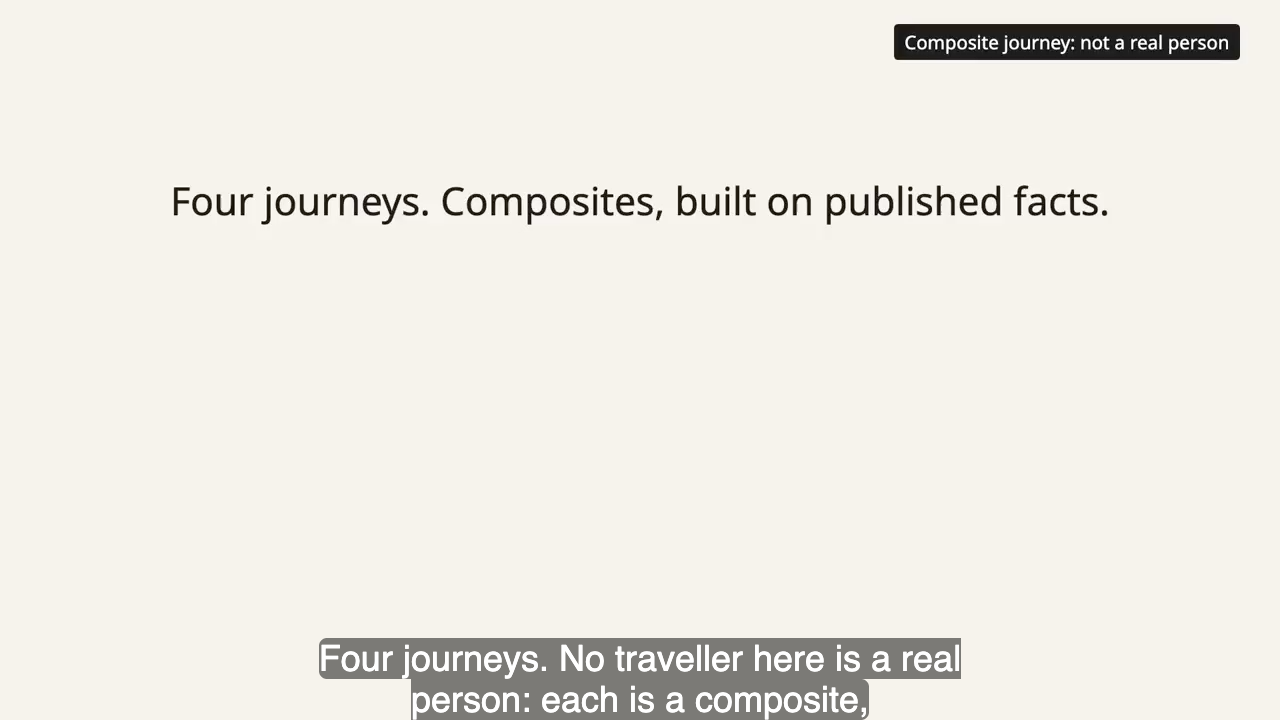 Composite journey: not a real person
Four journeys. Composites, built on published facts.
Four journeys. No traveller here is a real
person: each is a composite,